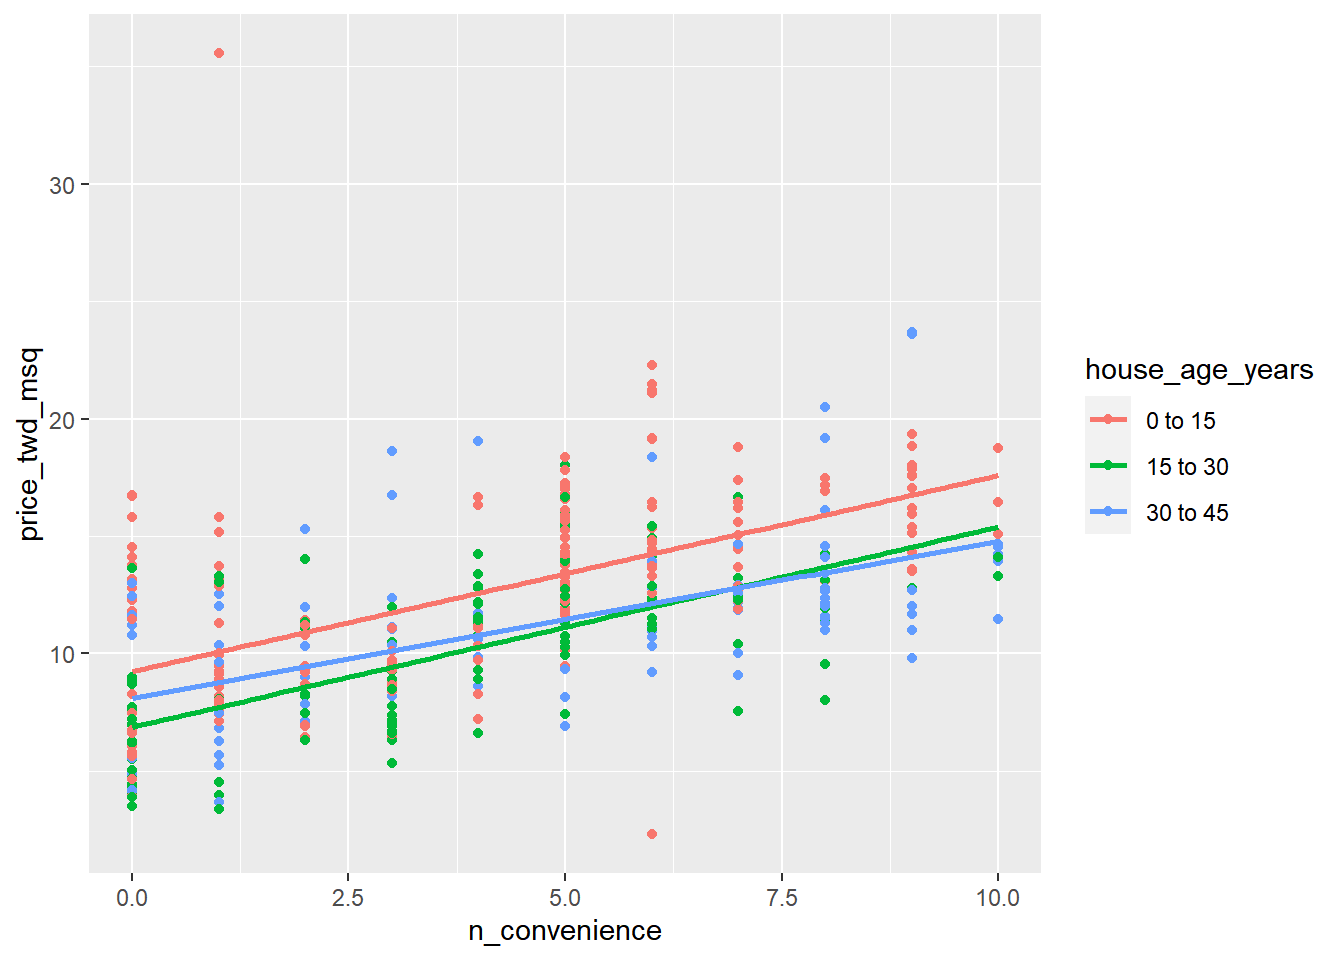 price_twd_msq
30
20
10
0.0
2.5
5.0
7.5
10.0
n_convenience
house_age_years
0 to 15
15 to 30
30 to 45